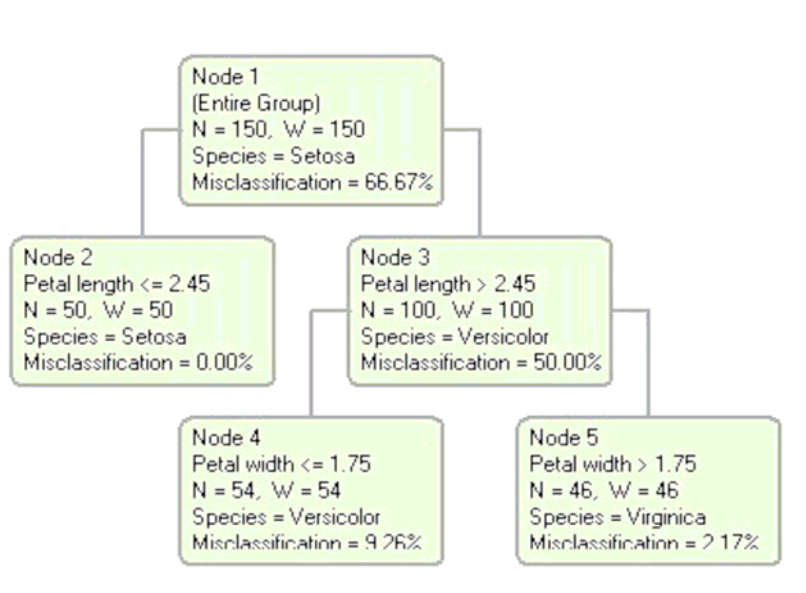 Node 1
(Entire Group)
N = 150, W = 150
Species = Setosa
Misclassification = 66.67%
Node 2
Petal length <= 2.45
N = 50, W = 50
Species = Setosa
Misclassification = 0.00%
Node 3
Petal length > 2.45
N = 100, W = 100
Species = Versicolor
Misclassification = 50.00%
Node 4
Petal width <= 1.75
N = 54, W = 54
Species = Versicolor
Misclassification = 9.26%
Node 5
Petal width > 1.75
N = 46, W = 46
Species = Virginica
Misclassification = 2.17%